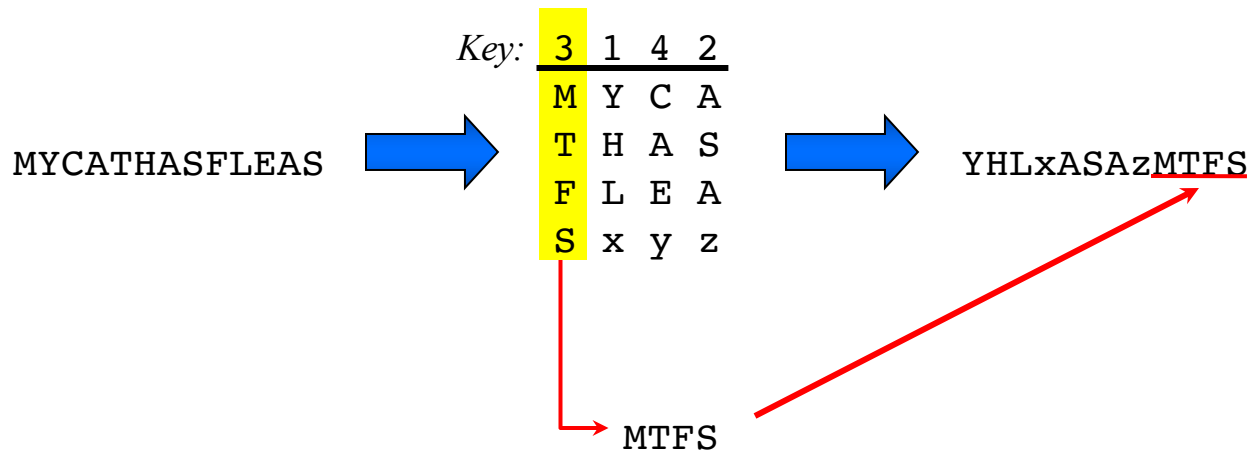 Key: 3 1 4 2
M Y C A
T H A S
F L E A
S x y z
MYCATHASFLEAS
YHLxASAzMTFS
MTFS